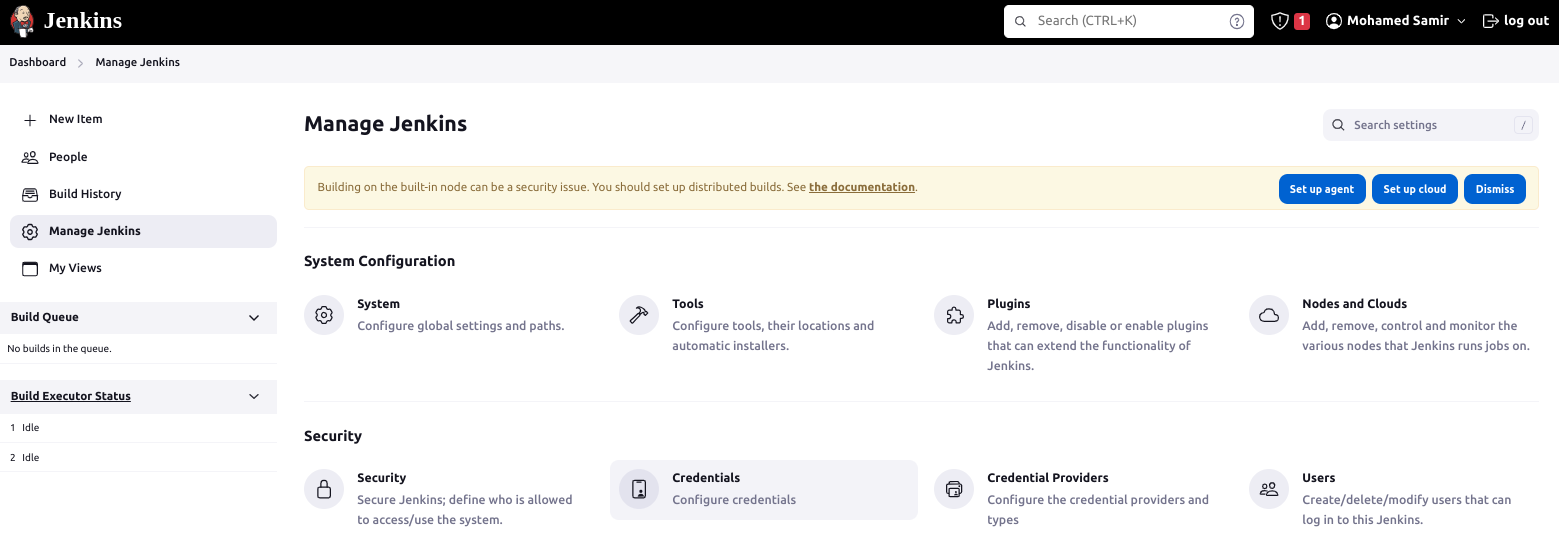 Jenkins
Search (CTRL+K)
?
1
Mohamed Samir
log out
Dashboard > Manage Jenkins
New Item
People
Build History
Manage Jenkins
My Views
Build Queue
No builds in the queue.
Build Executor Status
1 Idle
2 Idle
Manage Jenkins
Search settings
/
Building on the built-in node can be a security issue. You should set up distributed builds. See the documentation.
Set up agent
Set up cloud
Dismiss
System Configuration
System
Configure global settings and paths.
Tools
Configure tools, their locations and
automatic installers.
Plugins
Add, remove, disable or enable plugins
that can extend the functionality of
Jenkins.
Nodes and Clouds
Add, remove, control and monitor the
various nodes that Jenkins runs jobs on.
Security
Security
Secure Jenkins; define who is allowed
to access/use the system.
Credentials
Configure credentials
Credential Providers
Configure the credential providers and
types
Users
Create/delete/modify users that can
log in to this Jenkins.